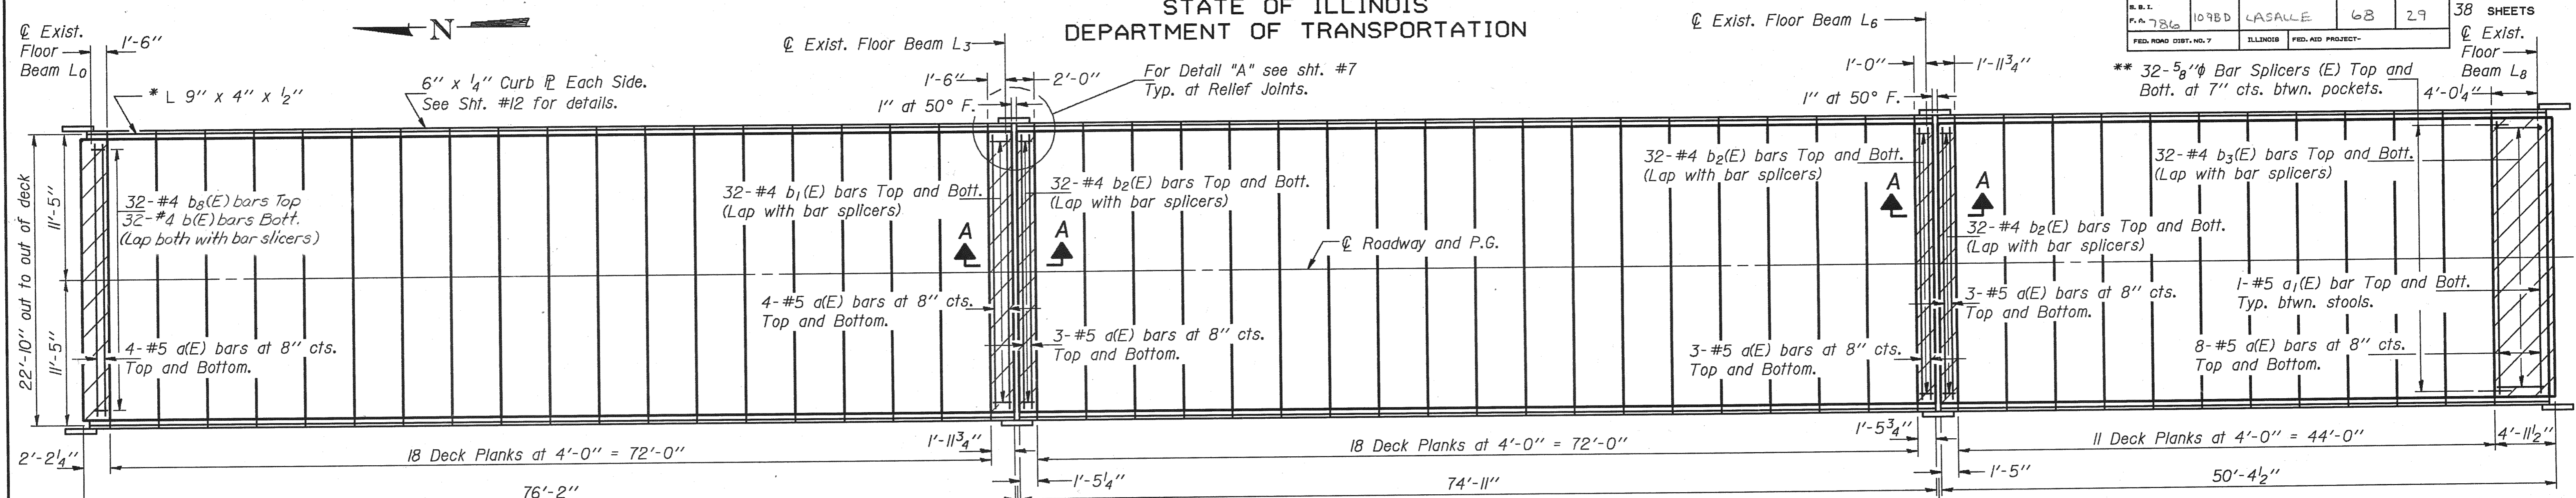 STATE OF ILLINOIS
DEPARTMENT OF TRANSPORTATION
S.B.I.
F.A. 786
109BD
LASALLE
68
29
38 SHEETS
FED. ROAD DIST. NO. 7
ILLINOIS
FED. AID PROJECT-
N
℄ Exist.
Floor
Beam L0
1'-6"
* L 9" x 4" x 1/2"
6" x 1/4" Curb ℙL Each Side.
See Sht. #12 for details.
℄ Exist. Floor Beam L3
1'-6"
2'-0"
1" at 50° F.
For Detail "A" see sht. #7
Typ. at Relief Joints.
℄ Exist. Floor Beam L6
1'-0"
1'-11 3/4"
1" at 50° F.
** 32-5/8"ϕ Bar Splicers (E) Top and
Bott. at 7" cts. btwn. pockets.
℄ Exist.
Floor
Beam L8
4'-0 1/4"
22'-10" out to out of deck
11'-5"
11'-5"
32-#4 b8(E) bars Top
32-#4 b(E) bars Bott.
(Lap both with bar slicers)
4-#5 a(E) bars at 8" cts.
Top and Bottom.
32-#4 b1(E) bars Top and Bott.
(Lap with bar splicers)
32-#4 b2(E) bars Top and Bott.
(Lap with bar splicers)
A
A
4-#5 a(E) bars at 8" cts.
Top and Bottom.
3-#5 a(E) bars at 8" cts.
Top and Bottom.
℄ Roadway and P.G.
32-#4 b2(E) bars Top and Bott.
(Lap with bar splicers)
A
A
32-#4 b2(E) bars Top and Bott.
(Lap with bar splicers)
3-#5 a(E) bars at 8" cts.
Top and Bottom.
3-#5 a(E) bars at 8" cts.
Top and Bottom.
32-#4 b3(E) bars Top and Bott.
(Lap with bar splicers)
1-#5 a1(E) bar Top and Bott.
Typ. btwn. stools.
8-#5 a(E) bars at 8" cts.
Top and Bottom.
2'-2 1/4"
18 Deck Planks at 4'-0" = 72'-0"
1'-11 3/4"
1'-5 1/4"
18 Deck Planks at 4'-0" = 72'-0"
1'-5 3/4"
1'-5"
11 Deck Planks at 4'-0" = 44'-0"
4'-11 1/2"
76'-2"
74'-11"
50'-4 1/2"